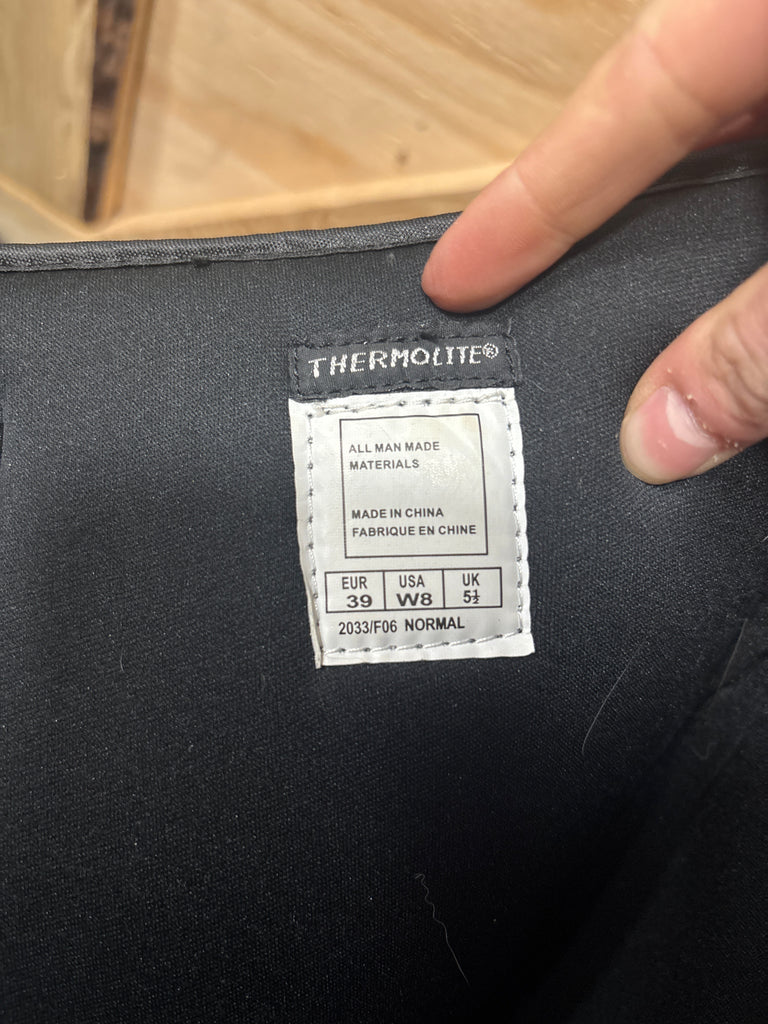 THERMOLITE®
ALL MAN MADE
MATERIALS
MADE IN CHINA
FABRIQUE EN CHINE
EUR USA UK
39 W8 5½
2033/F06 NORMAL